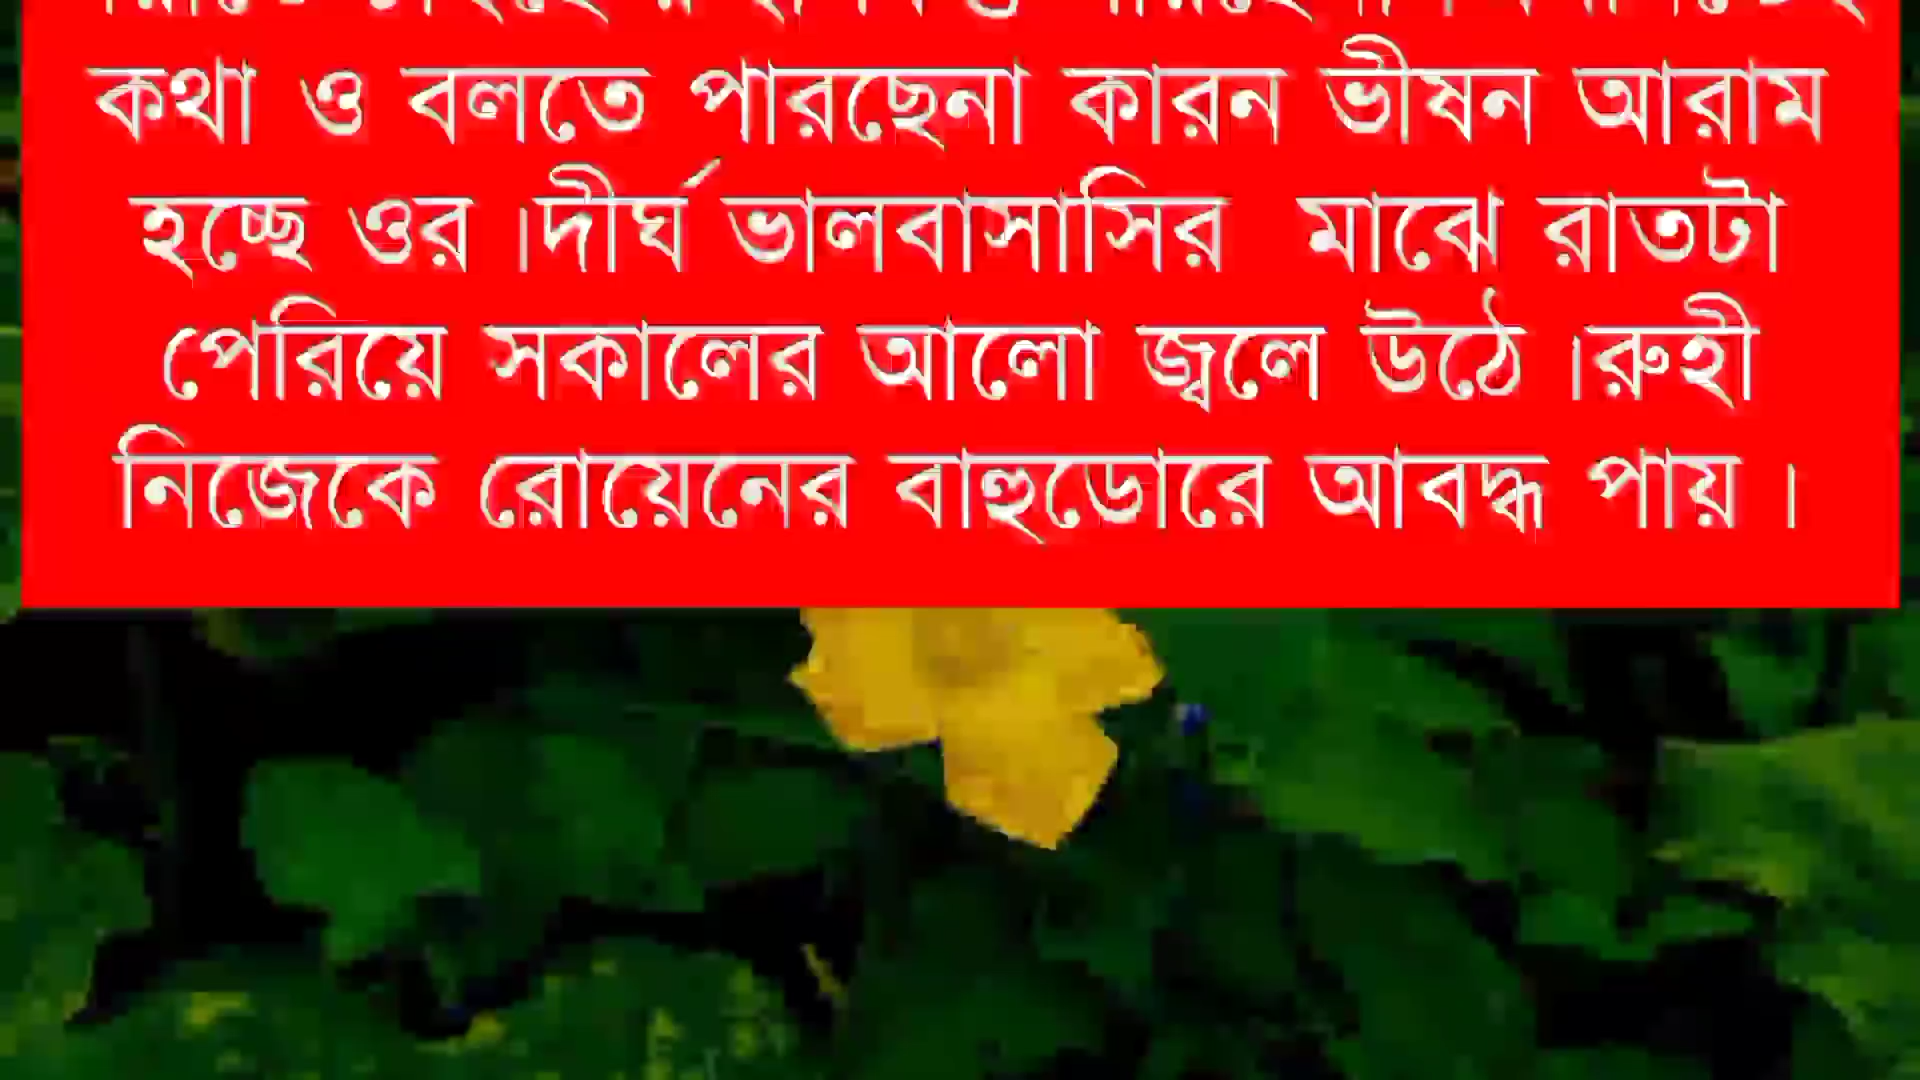 কথা ও বলতে পারছেনা কারন ভীষন আরাম
হচ্ছে ওর ।দীর্ঘ ভালবাসাসির মাঝে রাতটা
পেরিয়ে সকালের আলো জ্বলে উঠে ।রুহী
নিজেকে রোয়েনের বাহুডোরে আবদ্ধ পায় ।